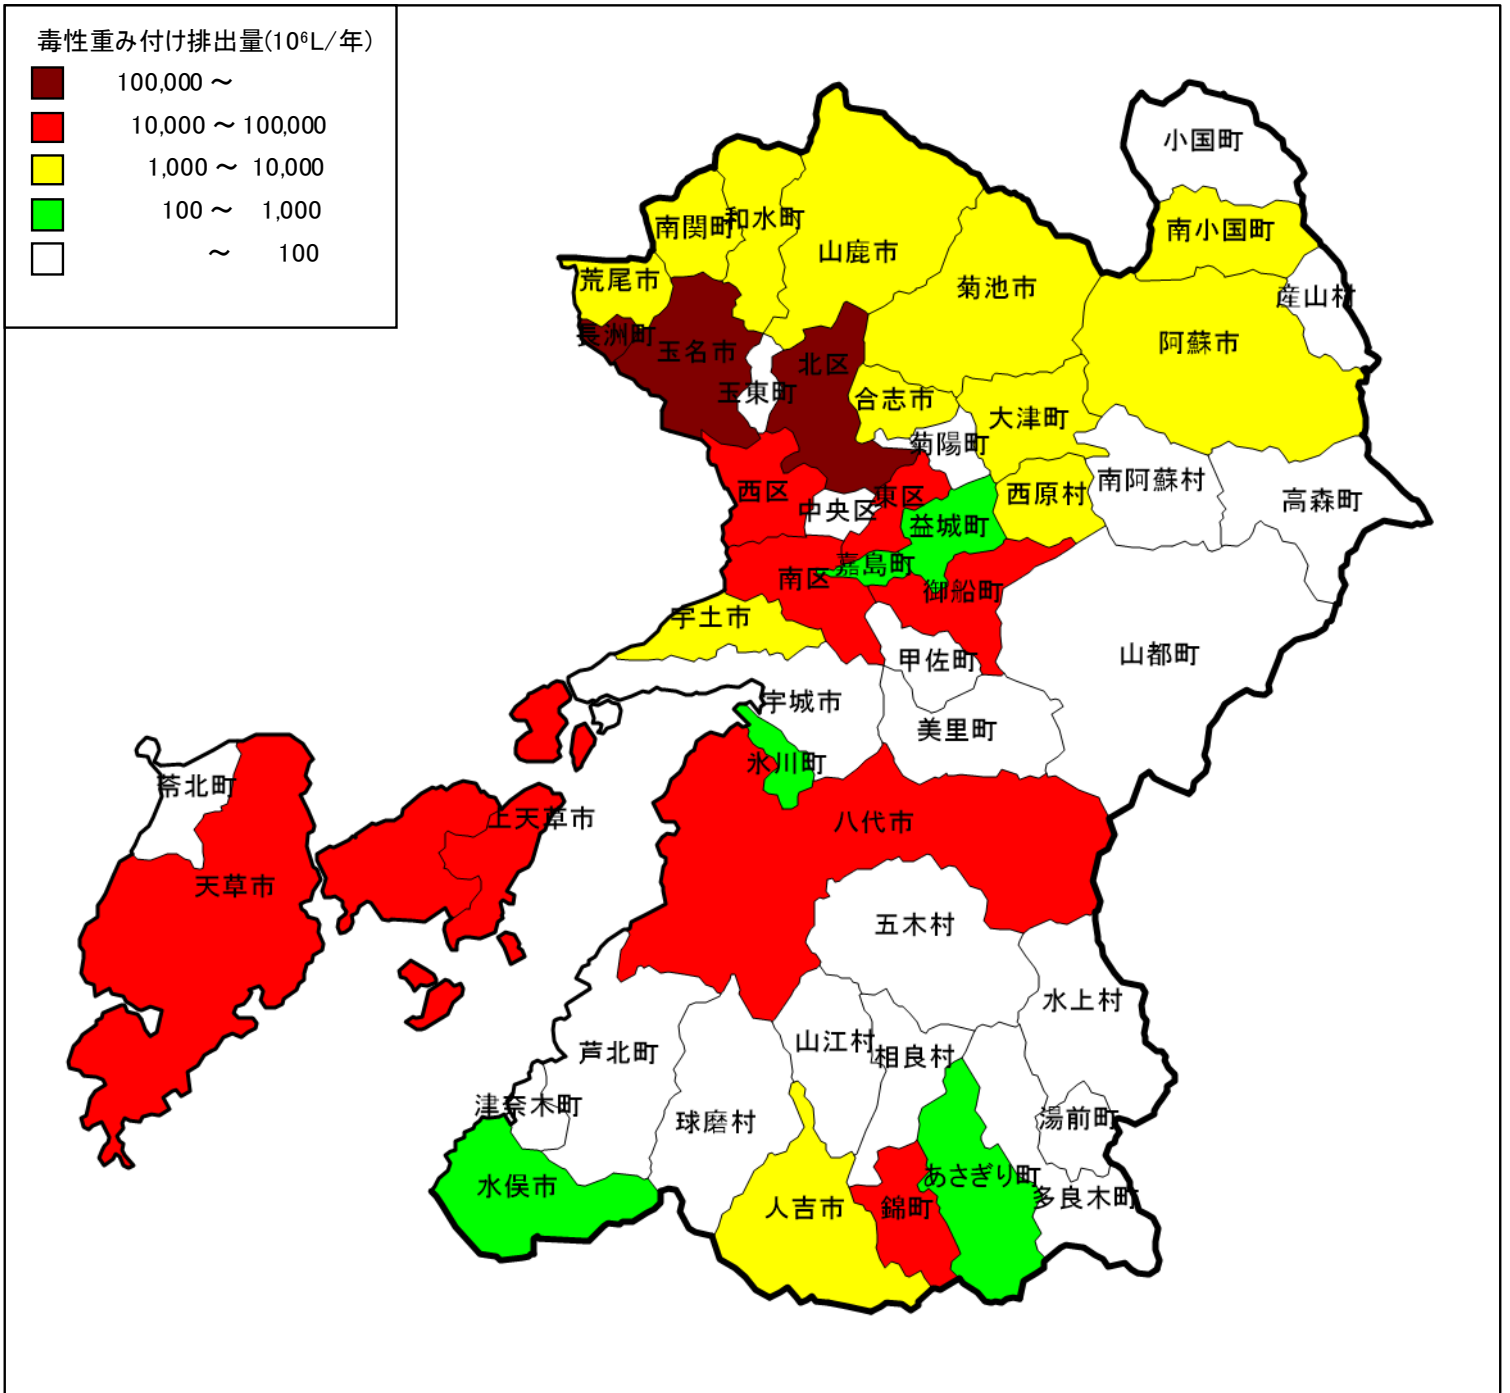 毒性重み付け排出量(10⁶L/年)
100,000 ～
10,000 ～ 100,000
1,000 ～ 10,000
100 ～ 1,000
～ 100
小国町
南小国町
産山村
和水町
南関町
山鹿市
荒尾市
菊池市
長洲町
玉名市
阿蘇市
北区
玉東町
合志市
大津町
菊陽町
南阿蘇村
西区
東区
西原村
高森町
中央区
益城町
嘉島町
南区
御船町
宇土市
山都町
甲佐町
宇城市
美里町
氷川町
苓北町
上天草市
八代市
天草市
五木村
水上村
山江村
芦北町
相良村
津奈木町
球磨村
湯前町
水俣市
あさぎり町
多良木町
人吉市
錦町